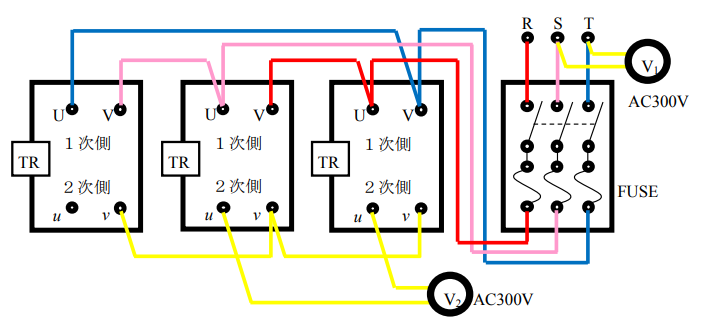 R S T
V₁
AC300V
U V U V U V
１次側 １次側 １次側
TR TR TR
２次側 ２次側 ２次側
FUSE
u v u v u v
V₂ AC300V